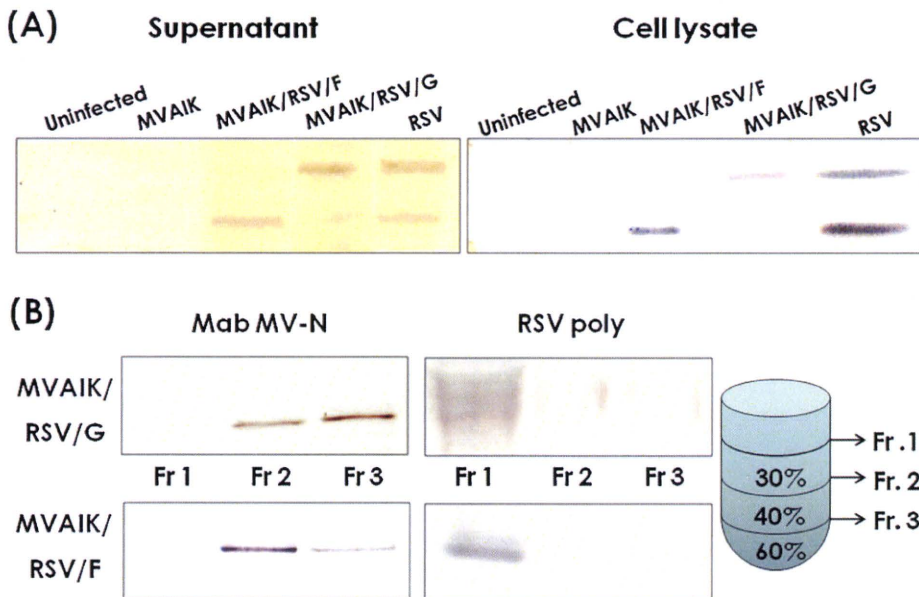 (A)
Supernatant
Cell lysate
Uninfected
MVAIK
MVAIK/RSV/F
MVAIK/RSV/G
RSV
Uninfected
MVAIK
MVAIK/RSV/F
MVAIK/RSV/G
RSV
(B)
Mab MV-N
RSV poly
MVAIK/
RSV/G
Fr 1
Fr 2
Fr 3
Fr 1
Fr 2
Fr 3
MVAIK/
RSV/F
30%
40%
60%
Fr .1
Fr. 2
Fr. 3